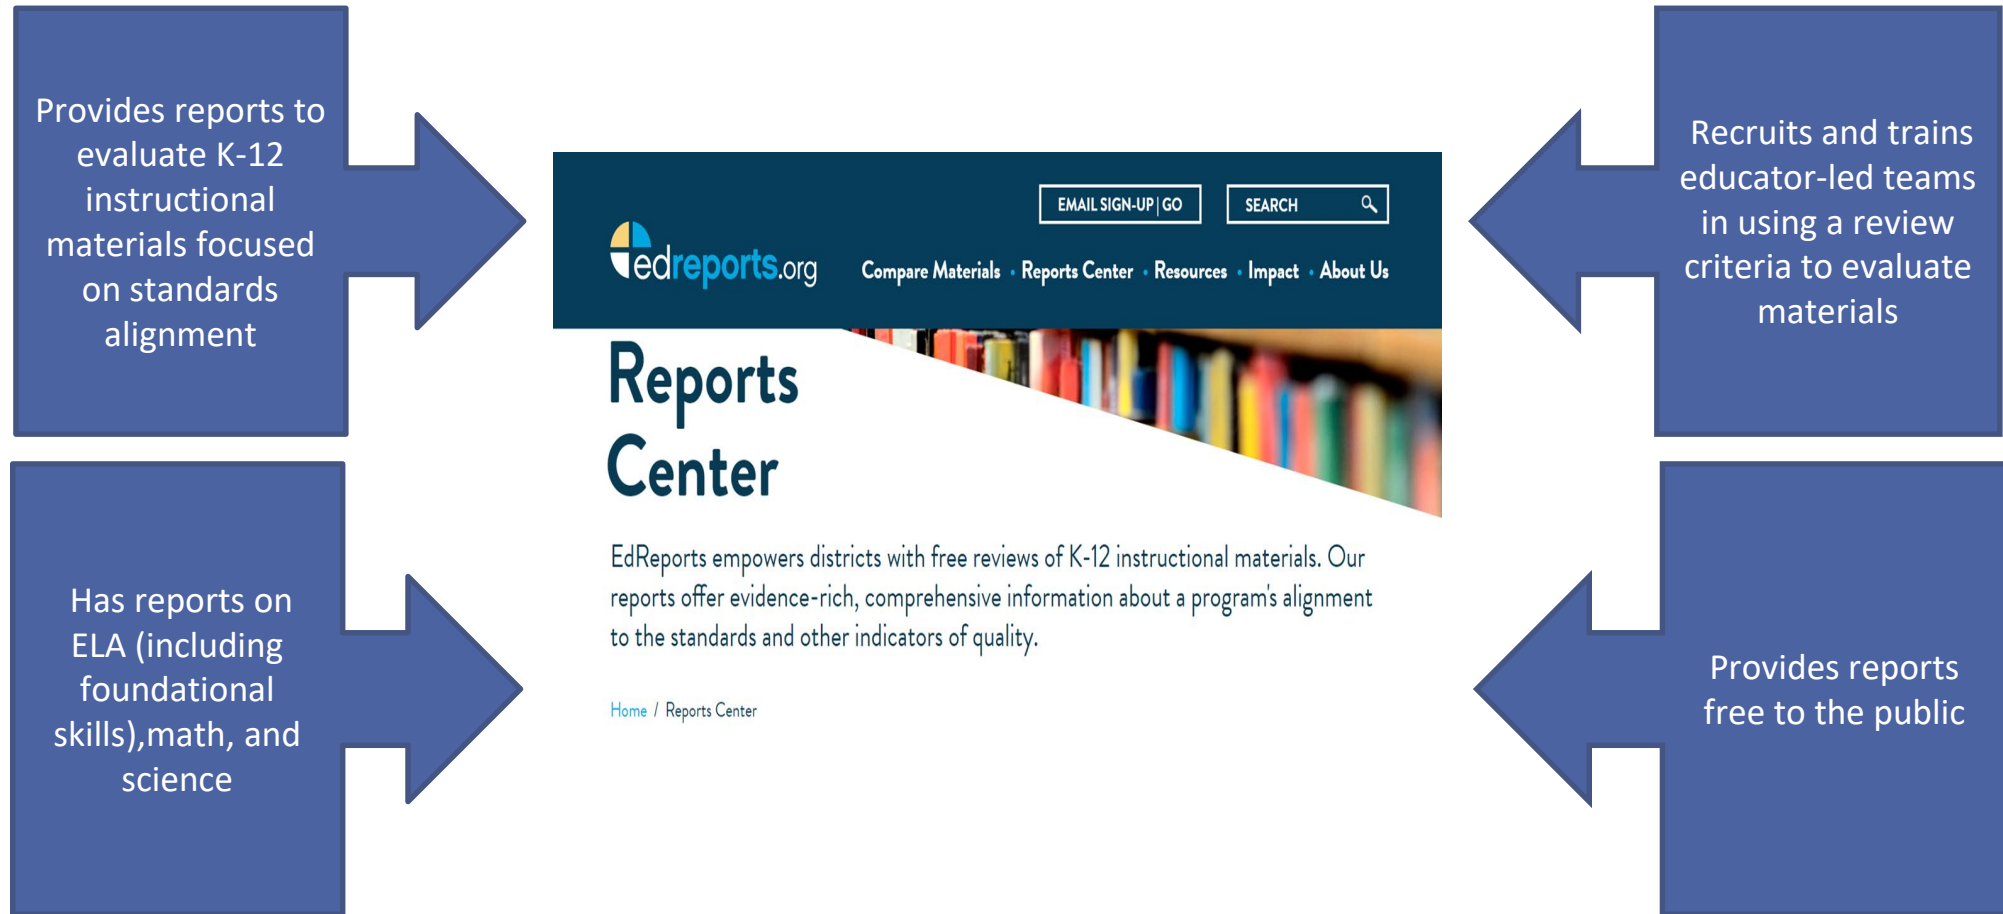 Provides reports to
evaluate K-12
instructional
materials focused
on standards
alignment
Has reports on
ELA (including
foundational
skills),math, and
science
EMAIL SIGN-UP | GO
SEARCH
edreports.org
Compare Materials • Reports Center • Resources • Impact • About Us
Reports
Center
EdReports empowers districts with free reviews of K-12 instructional materials. Our
reports offer evidence-rich, comprehensive information about a program's alignment
to the standards and other indicators of quality.
Home / Reports Center
Recruits and trains
educator-led teams
in using a review
criteria to evaluate
materials
Provides reports
free to the public